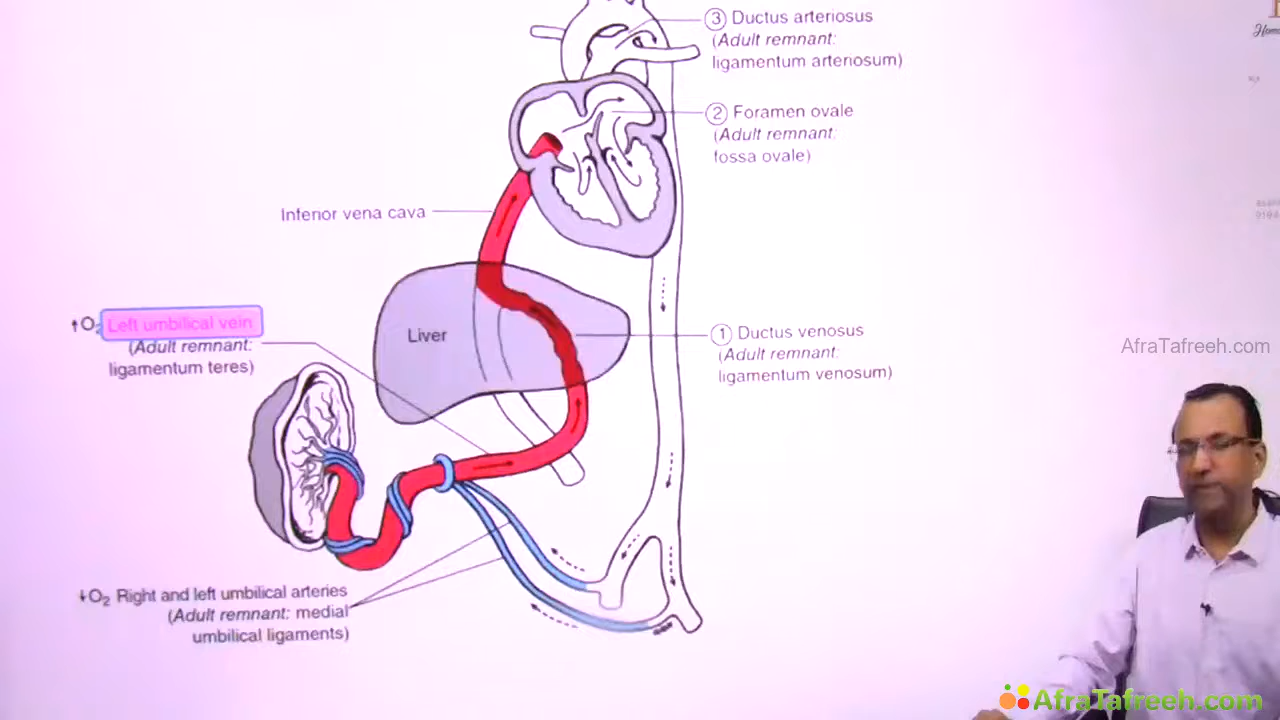 ③ Ductus arteriosus
(Adult remnant:
ligamentum arteriosum)
② Foramen ovale
(Adult remnant:
fossa ovale)
Inferior vena cava
↑O₂ Left umbilical vein
(Adult remnant:
ligamentum teres)
Liver
① Ductus venosus
(Adult remnant:
ligamentum venosum)
↓O₂ Right and left umbilical arteries
(Adult remnant: medial
umbilical ligaments)
AfraTafreeh.com
AfraTafreeh.com